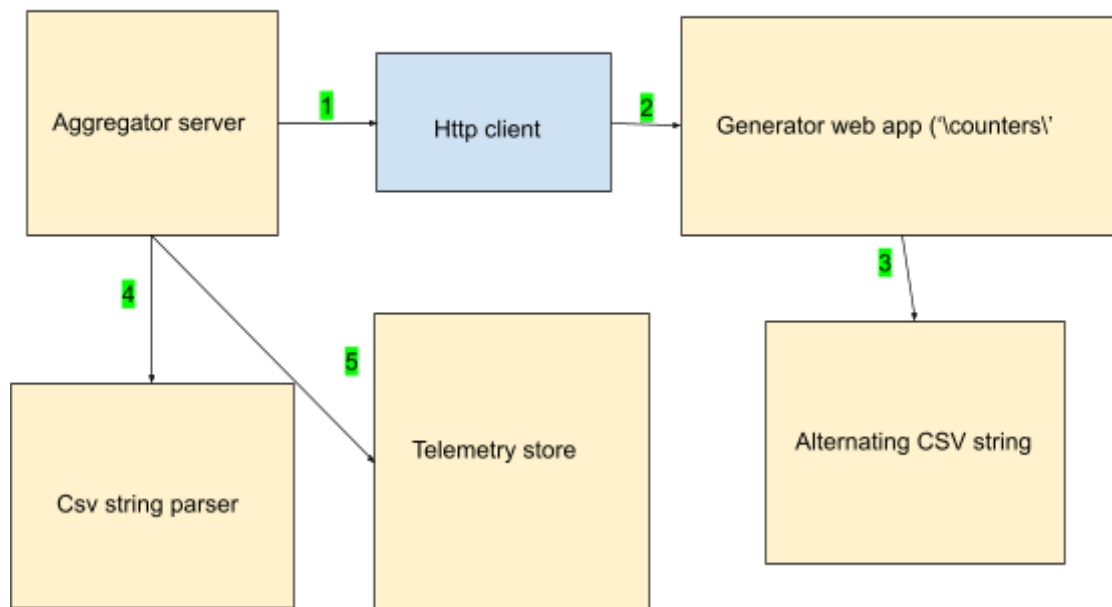 Aggregator server
1
Http client
2
Generator web app (‘\counters\’
3
4
5
Csv string parser
Telemetry store
Alternating CSV string